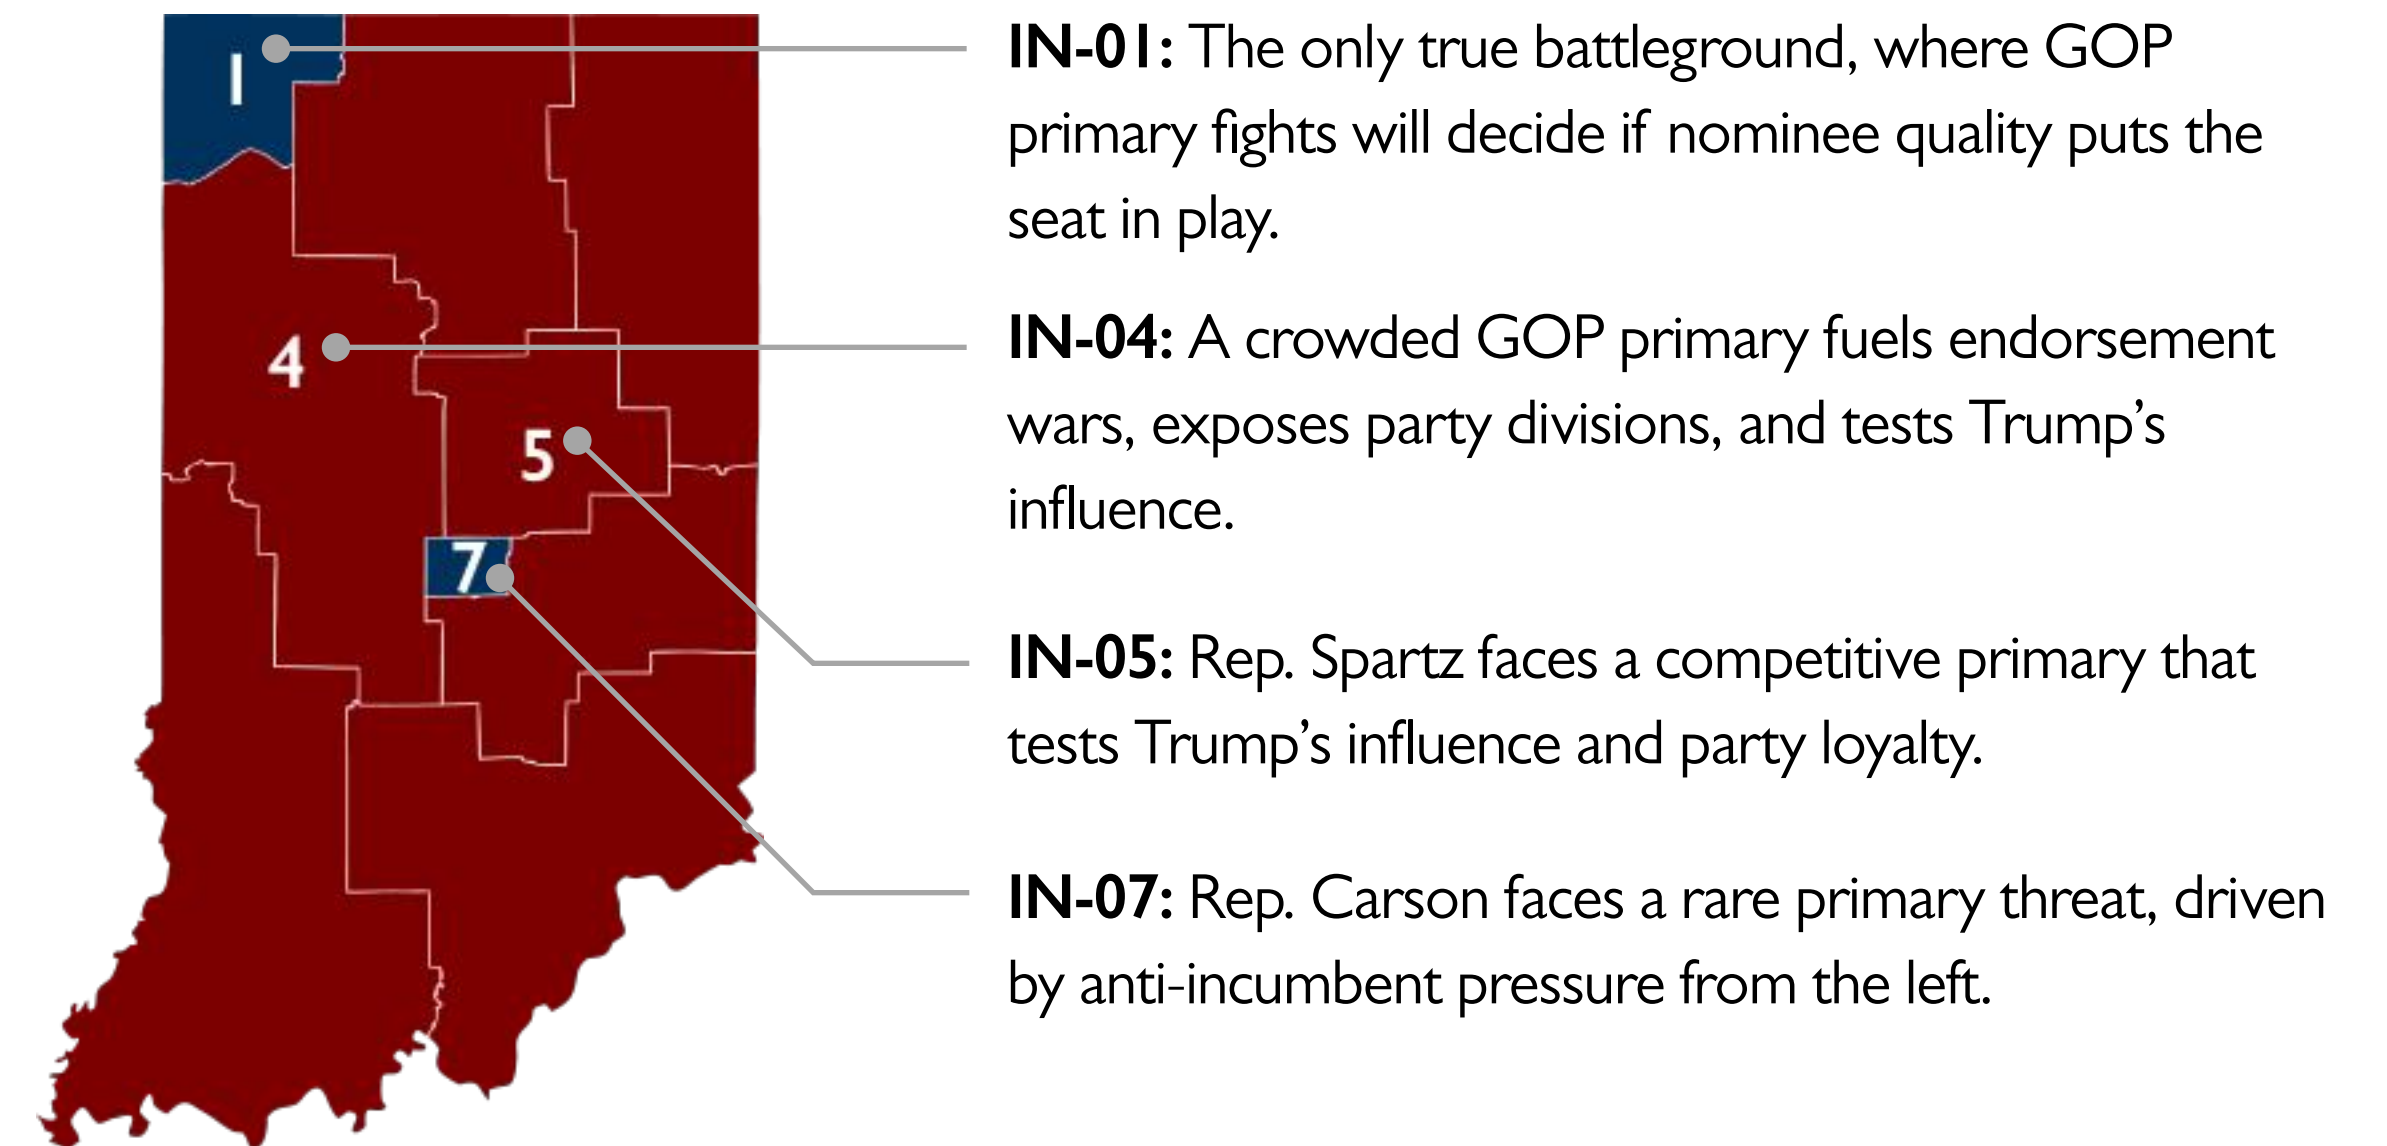 1
IN-01: The only true battleground, where GOP
primary fights will decide if nominee quality puts the
seat in play.
4
IN-04: A crowded GOP primary fuels endorsement
wars, exposes party divisions, and tests Trump’s
influence.
5
IN-05: Rep. Spartz faces a competitive primary that
tests Trump’s influence and party loyalty.
7
IN-07: Rep. Carson faces a rare primary threat, driven
by anti-incumbent pressure from the left.